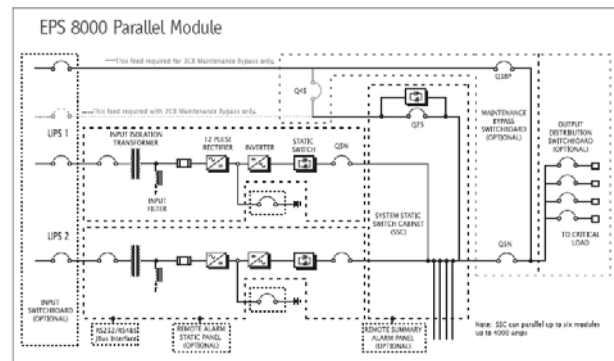 EPS 8000 Parallel Module
This feed required for 3CB Maintenance Bypass only.
This feed required with 2CB Maintenance Bypass only.
Q4S
Q3BP
Q2S
UPS 1
INPUT ISOLATION
TRANSFORMER
12 PULSE
RECTIFIER
INVERTER
STATIC
SWITCH
Q5N
INPUT
FILTER
MAINTENANCE
BYPASS
SWITCHBOARD
(OPTIONAL)
OUTPUT
DISTRIBUTION
SWITCHBOARD
(OPTIONAL)
TO CRITICAL
LOAD
SYSTEM STATIC
SWITCH CABINET
(SSC)
UPS 2
Q5N
INPUT
SWITCHBOARD
(OPTIONAL)
RS232/RS485
JBus Interface
REMOTE ALARM
STATIC PANEL
(OPTIONAL)
REMOTE SUMMARY
ALARM PANEL
(OPTIONAL)
Note: SSC can parallel up to six modules
up to 4000 amps